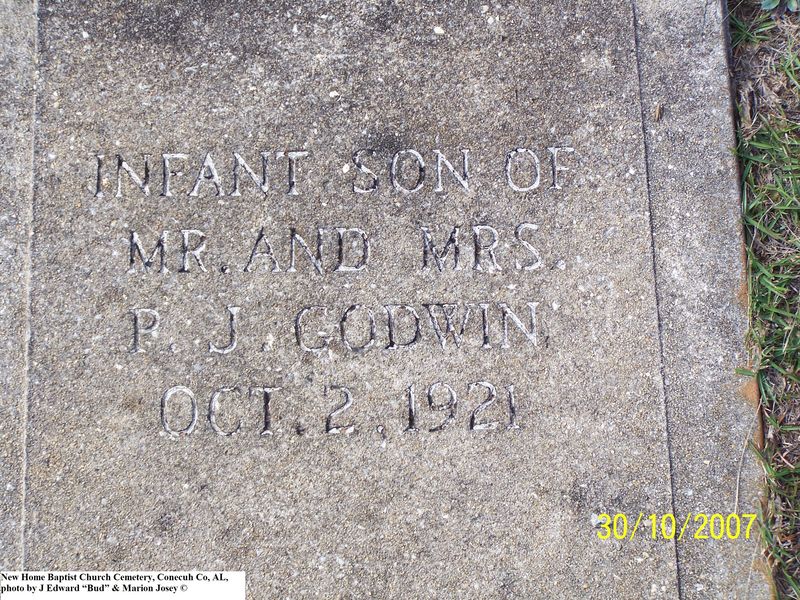 INFANT SON OF
MR. AND MRS.
P. J. GODWIN
OCT. 2, 1921
30/10/2007
New Home Baptist Church Cemetery, Conecuh Co, AL,
photo by J Edward “Bud” & Marion Josey ©